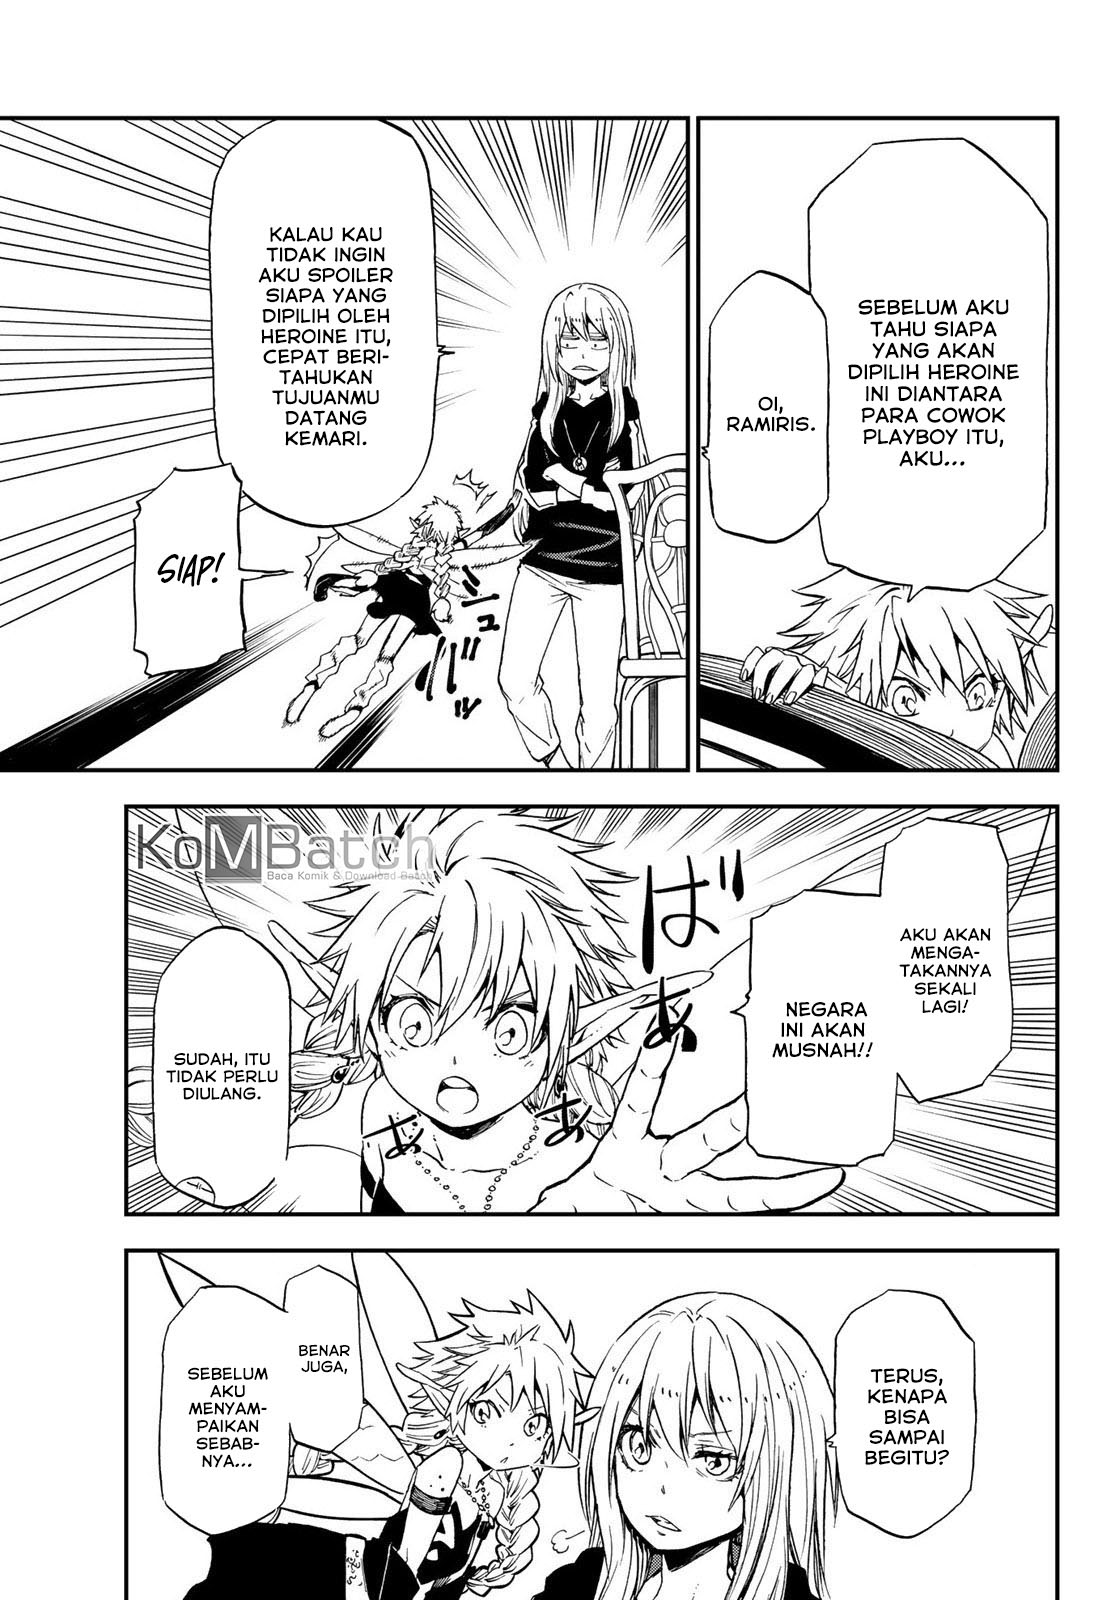 SEBELUM AKU
TAHU SIAPA
YANG AKAN
DIPILIH HEROINE
INI DIANTARA
PARA COWOK
PLAYBOY ITU,
AKU...
OI,
RAMIRIS.
KALAU KAU
TIDAK INGIN
AKU SPOILER
SIAPA YANG
DIPILIH OLEH
HEROINE ITU,
CEPAT BERI-
TAHUKAN
TUJUANMU
DATANG
KEMARI.
SIAP!
ニュ
ボッ
AKU AKAN
MENGA-
TAKANNYA
SEKALI
LAGI!
NEGARA
INI AKAN
MUSNAH!!
ばぁ
ぁ
ぁ
SUDAH, ITU
TIDAK PERLU
DIULANG.
KoMBatch
Baca Komik & Download Batch
TERUS,
KENAPA
BISA
SAMPAI
BEGITU?
BENAR
JUGA,
SEBELUM
AKU
MENYAM-
PAIKAN
SEBAB-
NYA...